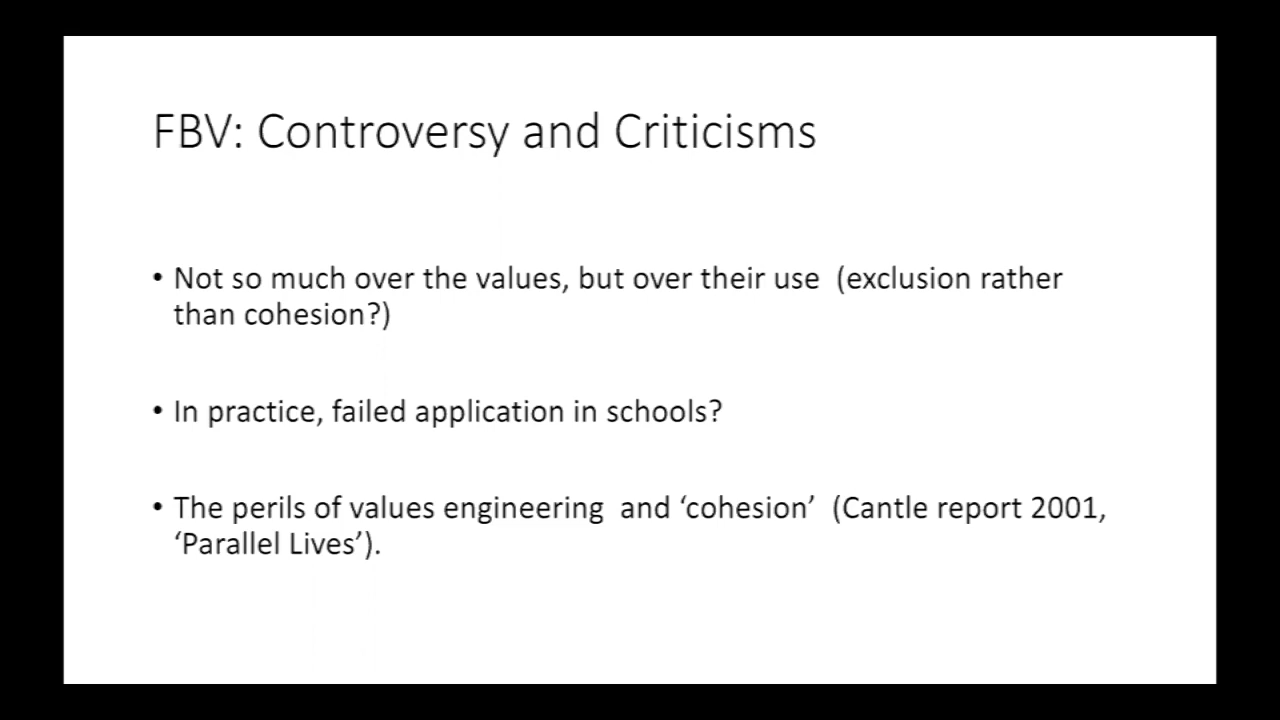 FBV: Controversy and Criticisms
• Not so much over the values, but over their use  (exclusion rather
than cohesion?)
• In practice, failed application in schools?
• The perils of values engineering  and ‘cohesion’  (Cantle report 2001,
‘Parallel Lives’).